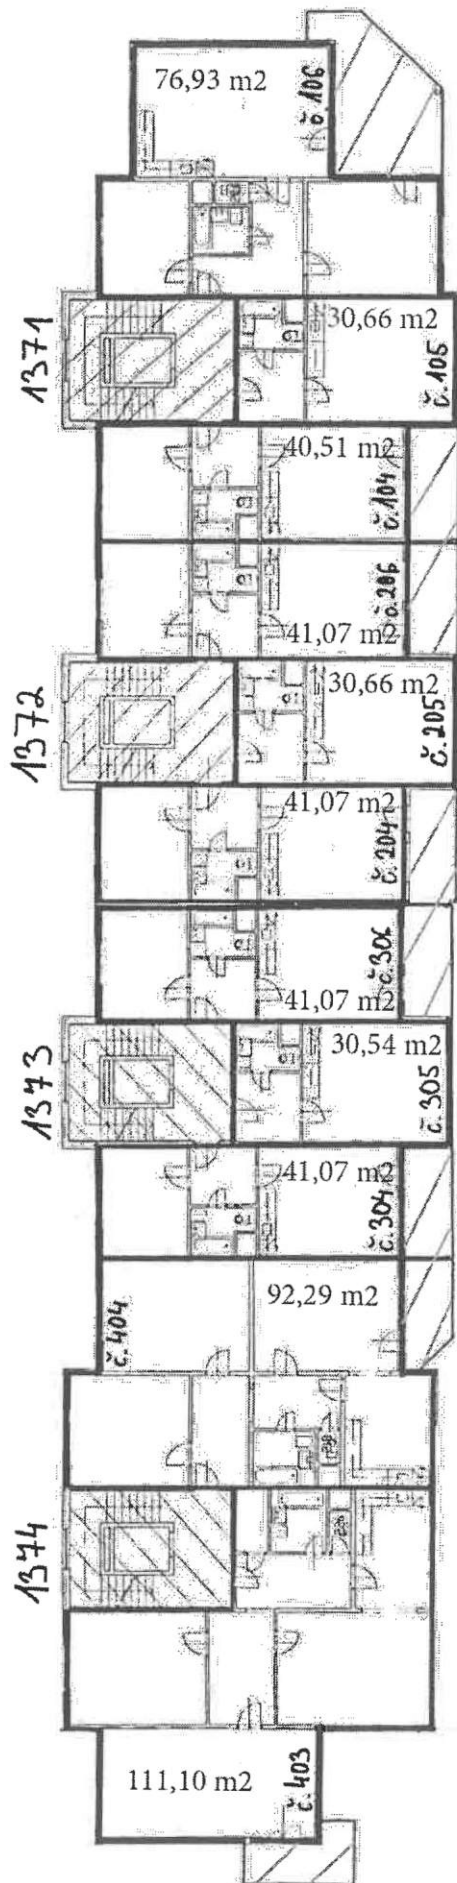 76,93 m2
č.106
1371
30,66 m2
č.105
40,51 m2
č.104
č.206
41,07 m2
1372
30,66 m2
č.205
41,07 m2
č.204
č.306
41,07 m2
1373
30,54 m2
č.305
41,07 m2
č.304
92,29 m2
č.404
1374
111,10 m2
č.403